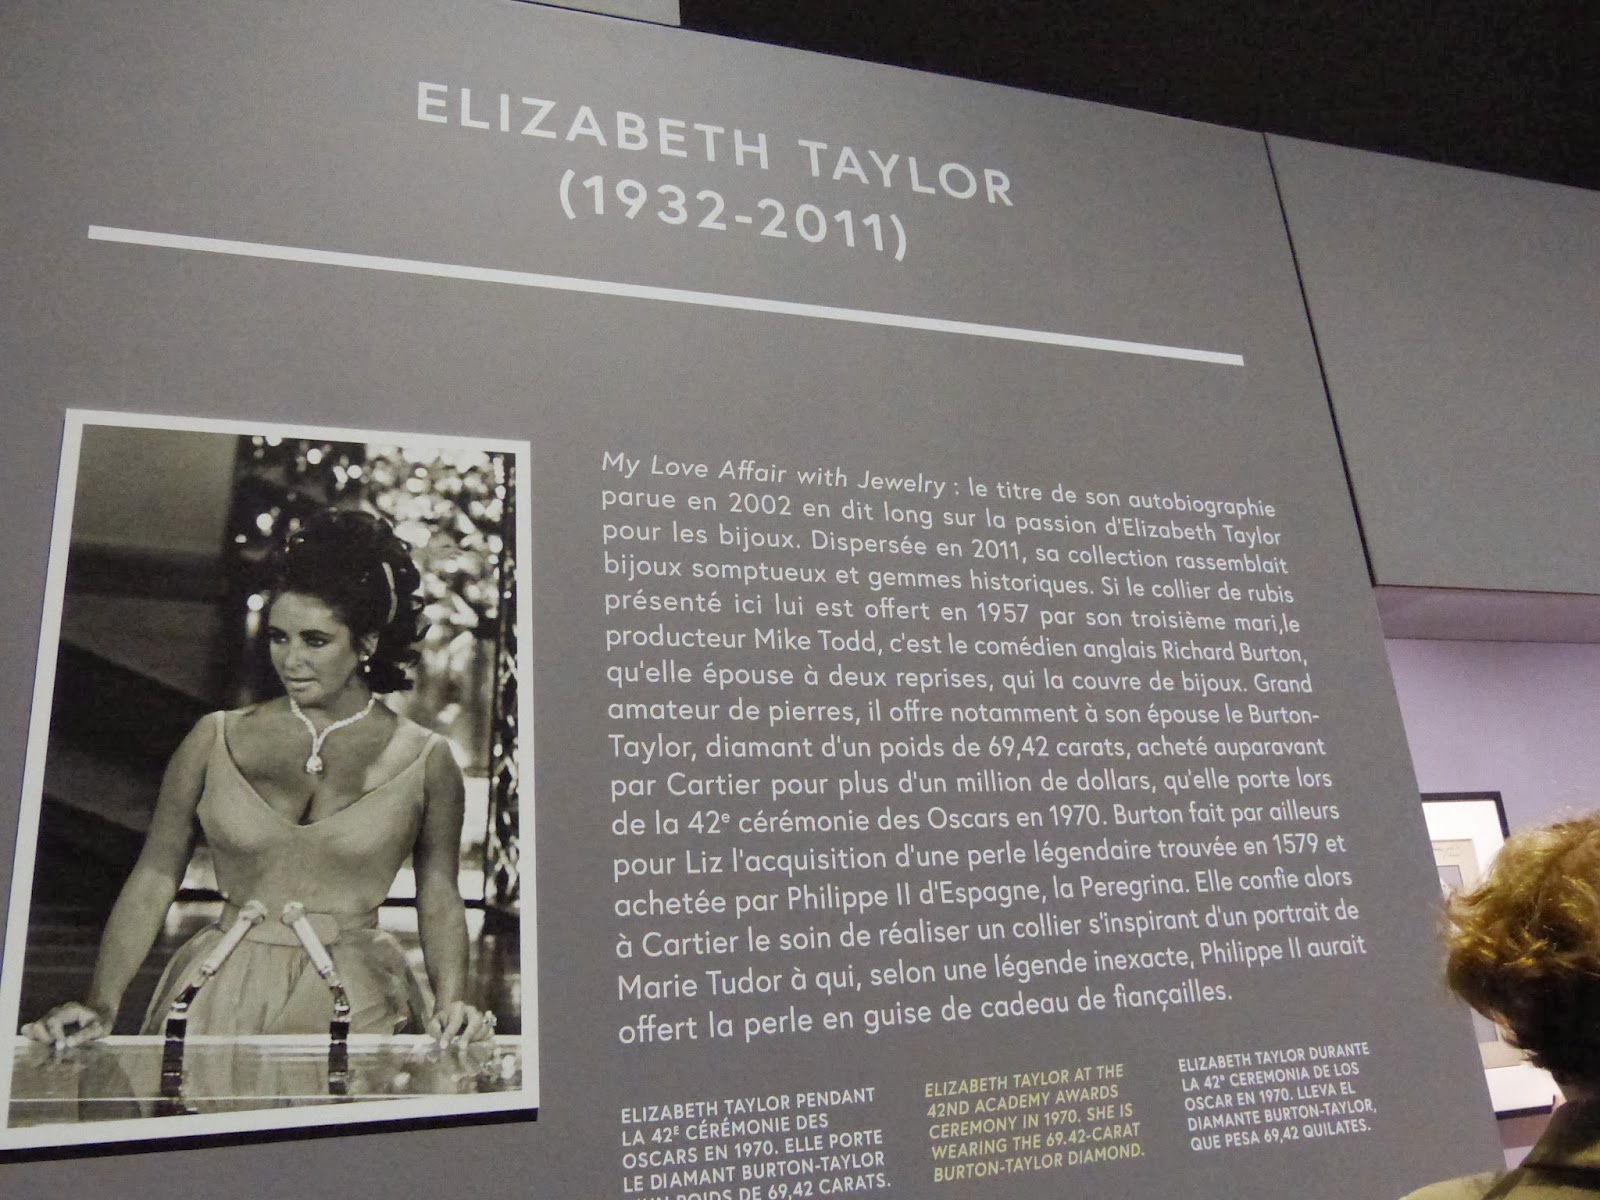 ELIZABETH TAYLOR
(1932-2011)
My Love Affair with Jewelry : le titre de son autobiographie
parue en 2002 en dit long sur la passion d'Elizabeth Taylor
pour les bijoux. Dispersée en 2011, sa collection rassemblait
bijoux somptueux et gemmes historiques. Si le collier de rubis
présenté ici lui est offert en 1957 par son troisième mari,le
producteur Mike Todd, c'est le comédien anglais Richard Burton,
qu'elle épouse à deux reprises, qui la couvre de bijoux. Grand
amateur de pierres, il offre notamment à son épouse le Burton-
Taylor, diamant d'un poids de 69,42 carats, acheté auparavant
par Cartier pour plus d'un million de dollars, qu'elle porte lors
de la 42e cérémonie des Oscars en 1970. Burton fait par ailleurs
pour Liz l'acquisition d'une perle légendaire trouvée en 1579 et
achetée par Philippe II d'Espagne, la Peregrina. Elle confie alors
à Cartier le soin de réaliser un collier s'inspirant d'un portrait de
Marie Tudor à qui, selon une légende inexacte, Philippe II aurait
offert la perle en guise de cadeau de fiançailles.
ELIZABETH TAYLOR PENDANT
LA 42E CÉRÉMONIE DES
OSCARS EN 1970. ELLE PORTE
LE DIAMANT BURTON-TAYLOR
D'UN POIDS DE 69,42 CARATS.
ELIZABETH TAYLOR AT THE
42ND ACADEMY AWARDS
CEREMONY IN 1970. SHE IS
WEARING THE 69.42-CARAT
BURTON-TAYLOR DIAMOND.
ELIZABETH TAYLOR DURANTE
LA 42ª CEREMONIA DE LOS
OSCAR EN 1970. LLEVA EL
DIAMANTE BURTON-TAYLOR,
QUE PESA 69,42 QUILATES.